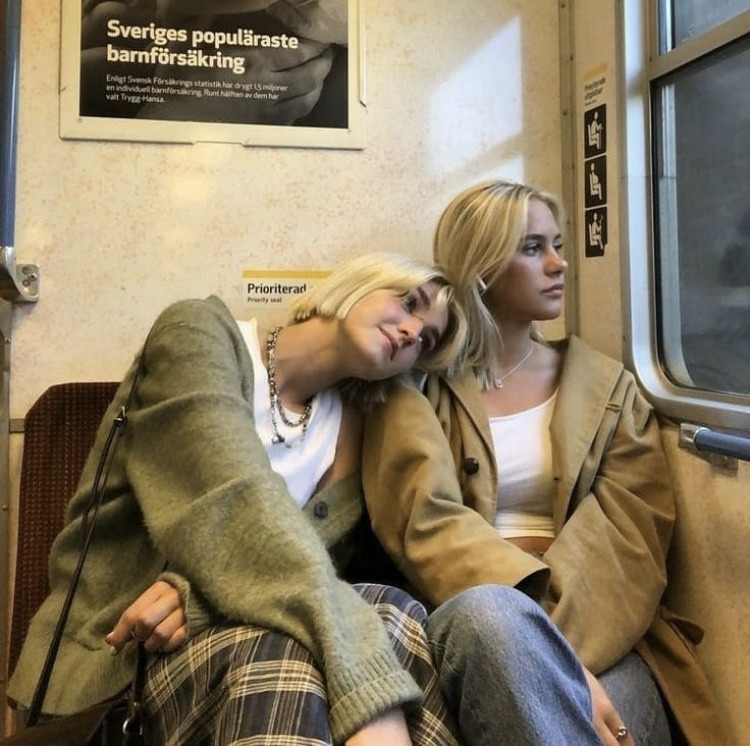 Sveriges populäraste
barnförsäkring
Enligt Svensk Försäkrings statistik har drygt 1,5 miljoner
en individuell barnförsäkring. Runt hälften av dem har
valt Trygg-Hansa.
Prioriterad
Priority seat
Prioriterade